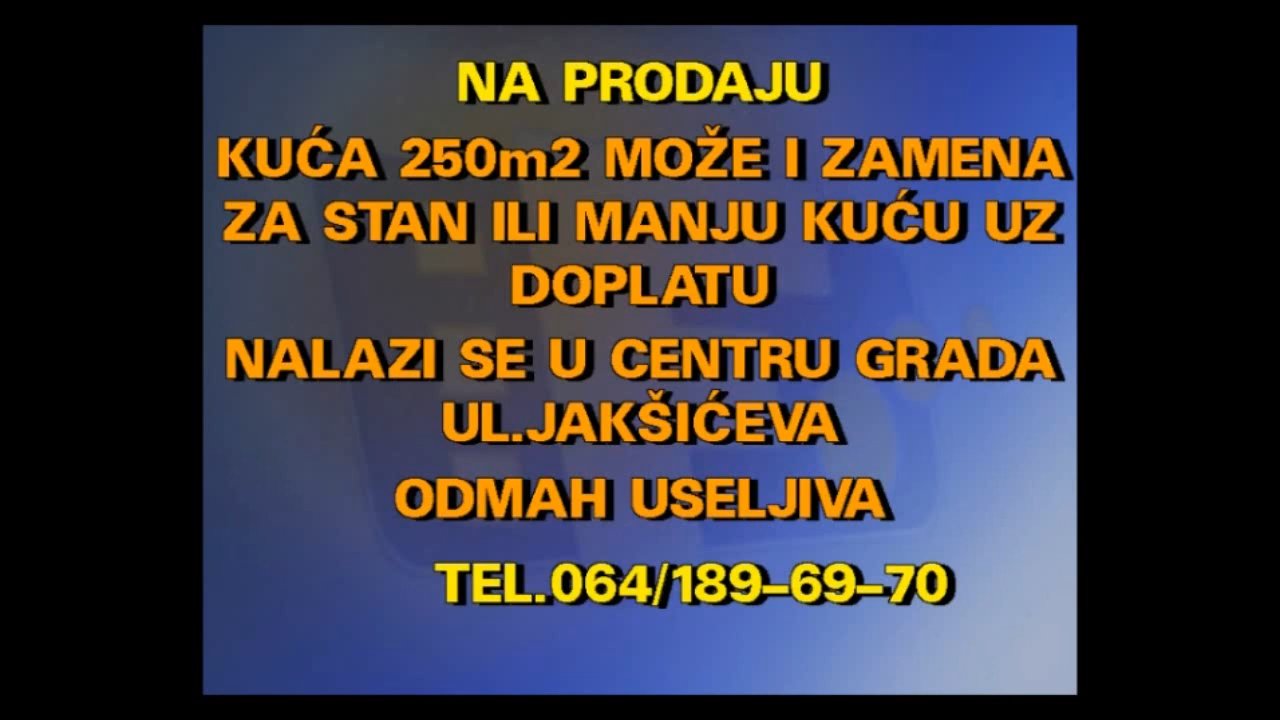 NA PRODAJU
KUĆA 250m2 MOŽE I ZAMENA
ZA STAN ILI MANJU KUĆU UZ
DOPLATU
NALAZI SE U CENTRU GRADA
UL.JAKŠIĆEVA
ODMAH USELJIVA
TEL.064/189-69-70